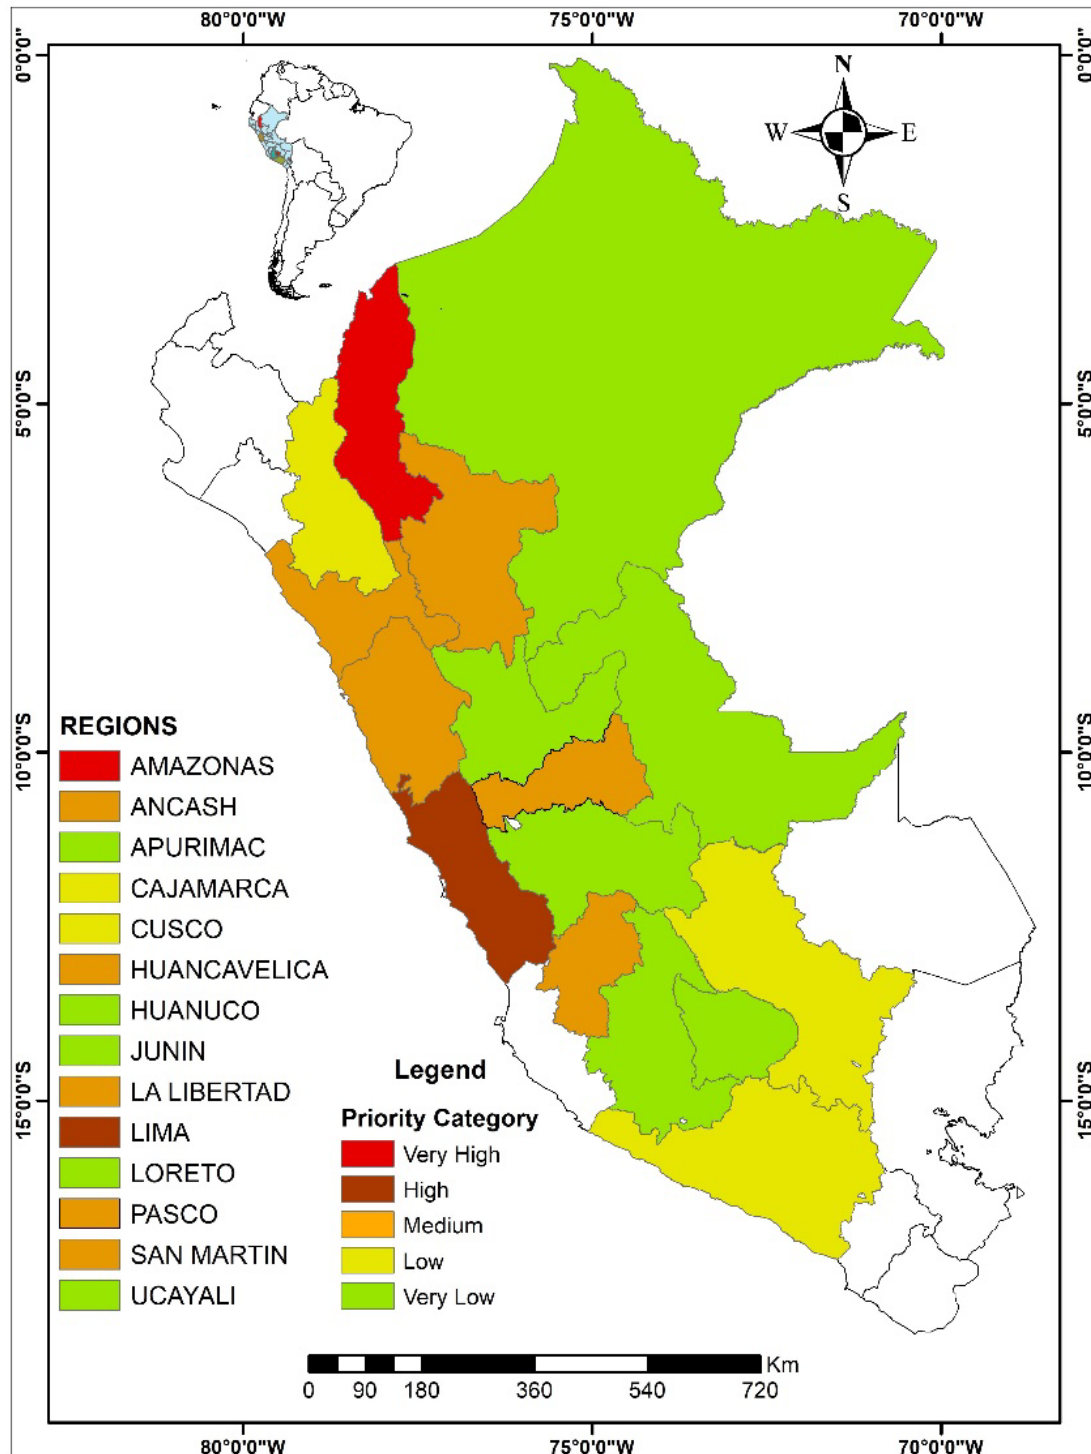 80°0'0"W 75°0'0"W 70°0'0"W
0°0'0" 0°0'0"
N
W E
S
5°0'0"S 5°0'0"S
REGIONS
10°0'0"S 10°0'0"S
AMAZONAS
ANCASH
APURIMAC
CAJAMARCA
CUSCO
HUANCAVELICA
HUANUCO
JUNIN
LA LIBERTAD
LIMA
LORETO
PASCO
SAN MARTIN
UCAYALI
15°0'0"S 15°0'0"S
Legend
Priority Category
Very High
High
Medium
Low
Very Low
Km
0 90 180 360 540 720
80°0'0"W 75°0'0"W 70°0'0"W